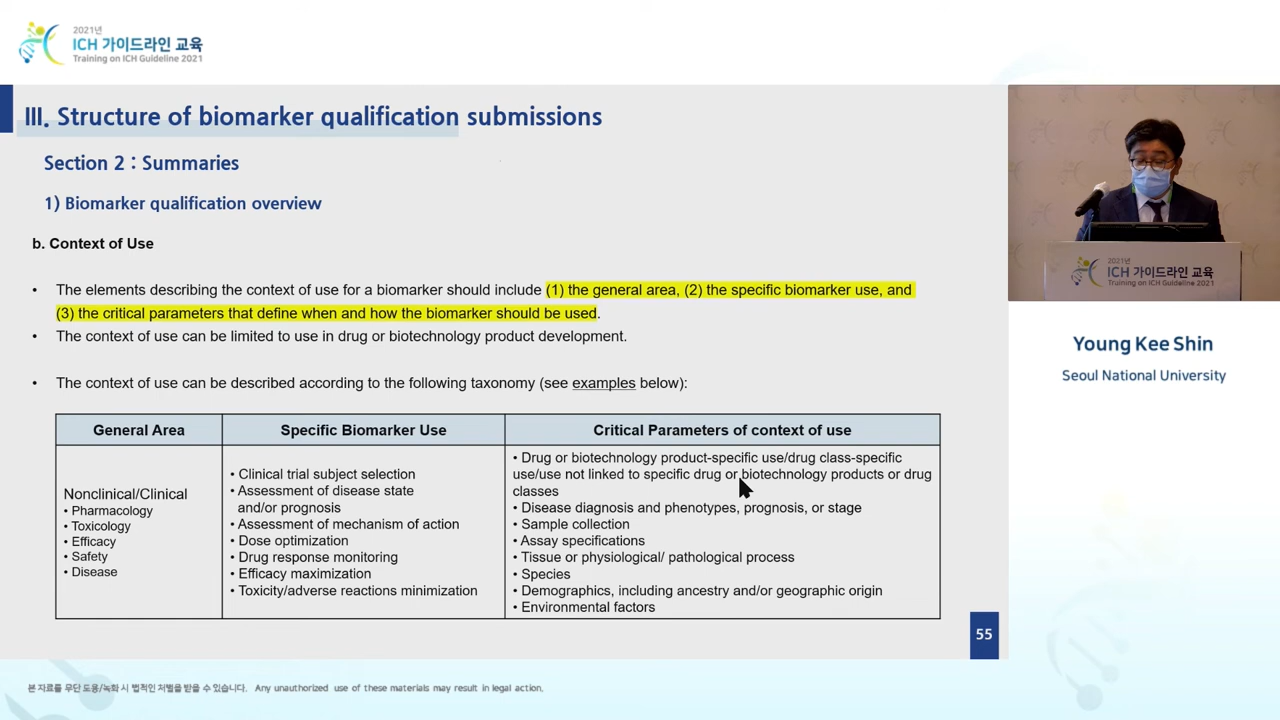 2021년
ICH 가이드라인 교육
Training on ICH Guideline 2021
III. Structure of biomarker qualification submissions
Section 2 : Summaries
1) Biomarker qualification overview
b. Context of Use
• The elements describing the context of use for a biomarker should include (1) the general area, (2) the specific biomarker use, and
(3) the critical parameters that define when and how the biomarker should be used.
• The context of use can be limited to use in drug or biotechnology product development.
• The context of use can be described according to the following taxonomy (see examples below):
General Area
Nonclinical/Clinical
• Pharmacology
• Toxicology
• Efficacy
• Safety
• Disease
Specific Biomarker Use
• Clinical trial subject selection
• Assessment of disease state
and/or prognosis
• Assessment of mechanism of action
• Dose optimization
• Drug response monitoring
• Efficacy maximization
• Toxicity/adverse reactions minimization
Critical Parameters of context of use
• Drug or biotechnology product-specific use/drug class-specific
use/use not linked to specific drug or biotechnology products or drug
classes
• Disease diagnosis and phenotypes, prognosis, or stage
• Sample collection
• Assay specifications
• Tissue or physiological/ pathological process
• Species
• Demographics, including ancestry and/or geographic origin
• Environmental factors
55
2021년
ICH 가이드라인 교육
Training on ICH Guideline 2021
Young Kee Shin
Seoul National University
본 자료를 무단 도용/녹화 시 법적인 처벌을 받을 수 있습니다. Any unauthorized use of these materials may result in legal action.